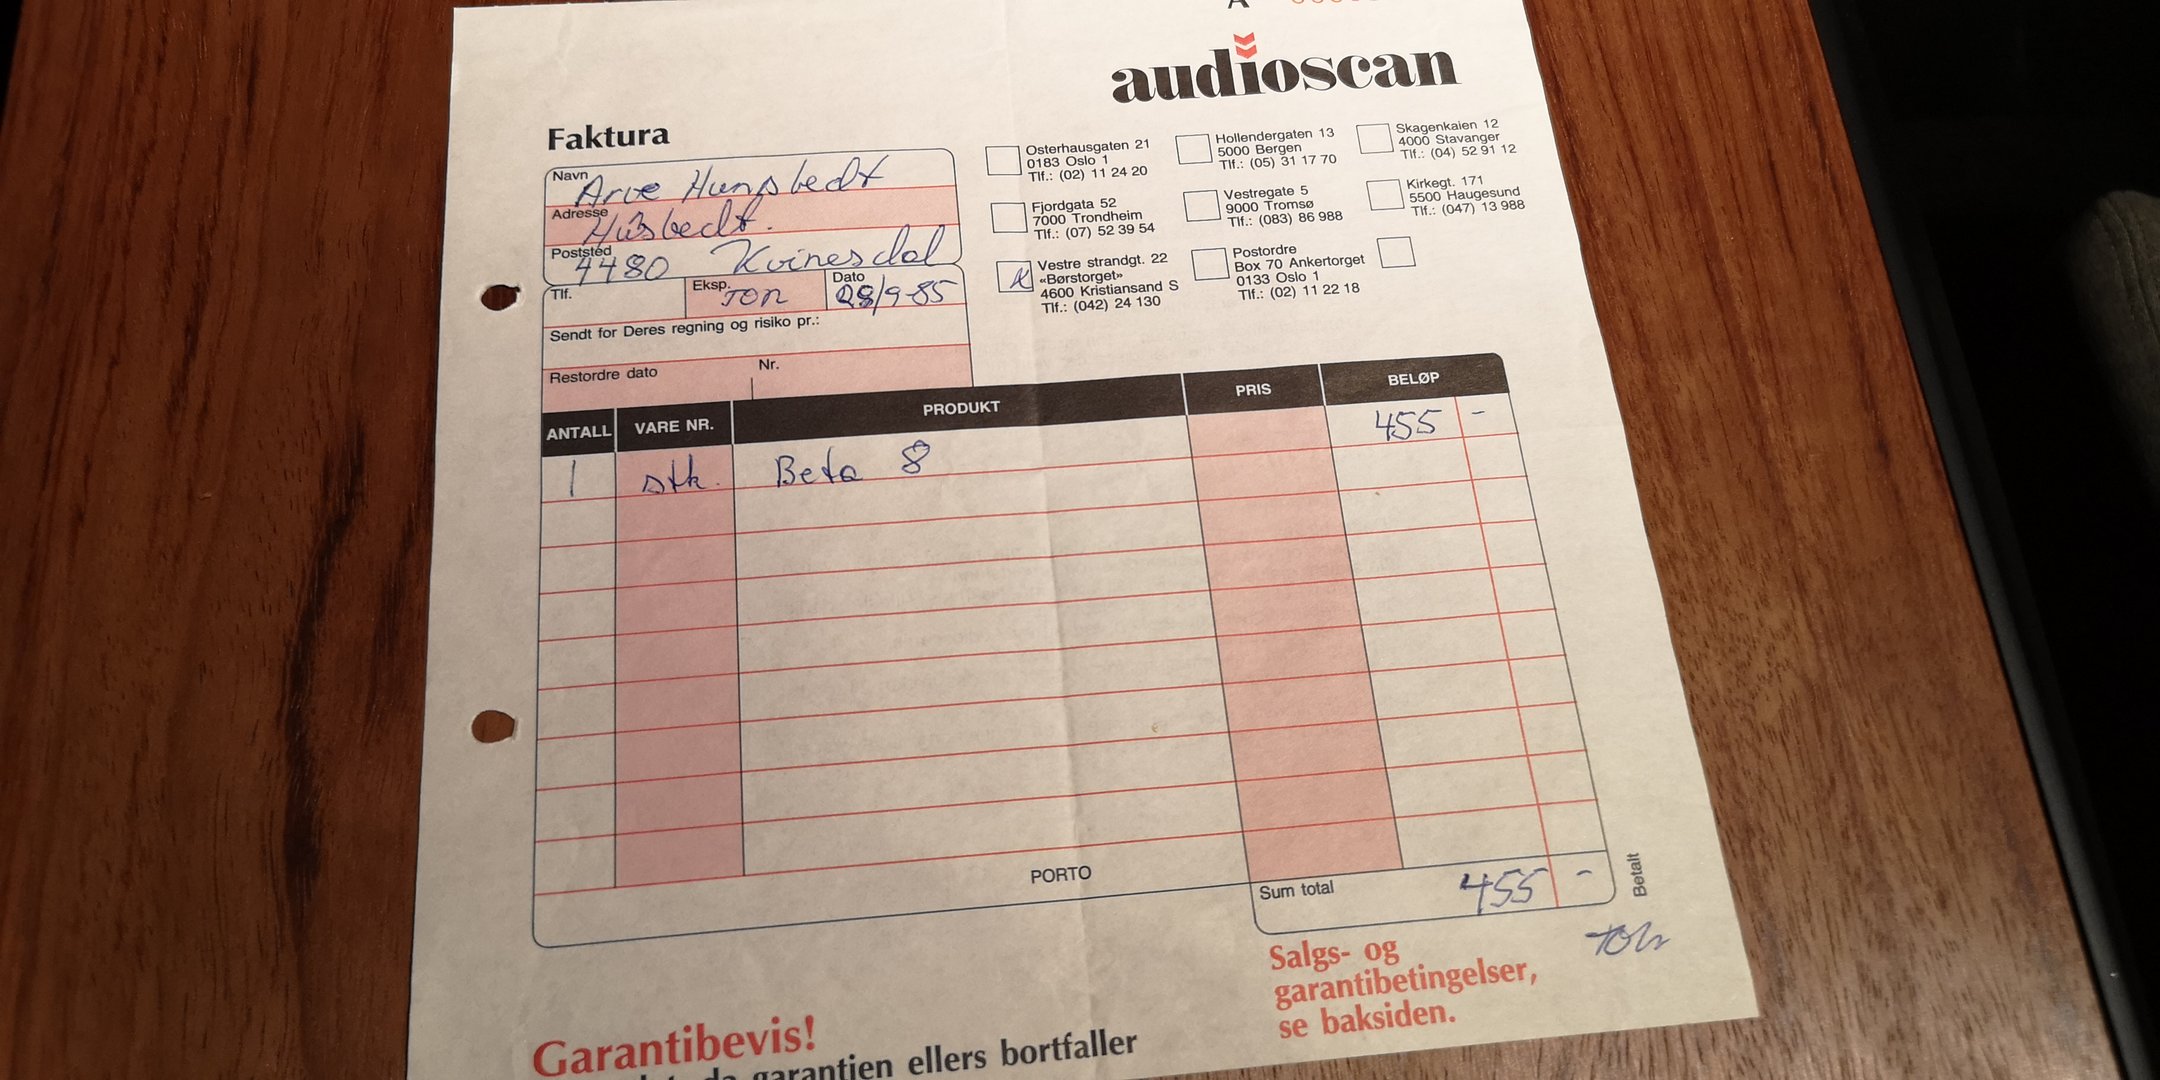 A
audioscan
Faktura
Navn Arve Hunsbedt
Adresse Husbedt.
Poststed 4480 Kvinesdal
Tlf.
Eksp. TOR
Dato 28/9-85
Sendt for Deres regning og risiko pr.:
Restordre dato
Nr.
Osterhausgaten 21
0183 Oslo 1
Tlf.: (02) 11 24 20
Hollendergaten 13
5000 Bergen
Tlf.: (05) 31 17 70
Skagenkaien 12
4000 Stavanger
Tlf.: (04) 52 91 12
Fjordgata 52
7000 Trondheim
Tlf.: (07) 52 39 54
Vestregate 5
9000 Tromsø
Tlf.: (083) 86 988
Kirkegt. 171
5500 Haugesund
Tlf.: (047) 13 988
x
Vestre strandgt. 22
«Børstorget»
4600 Kristiansand S
Tlf.: (042) 24 130
Postordre
Box 70 Ankertorget
0133 Oslo 1
Tlf.: (02) 11 22 18
ANTALL VARE NR. PRODUKT PRIS BELØP
1 stk. Beta 8 455 -
PORTO
Sum total 455 -
Betalt
Salgs- og
garantibetingelser,
se baksiden.
Garantibevis!
da garantien ellers bortfaller